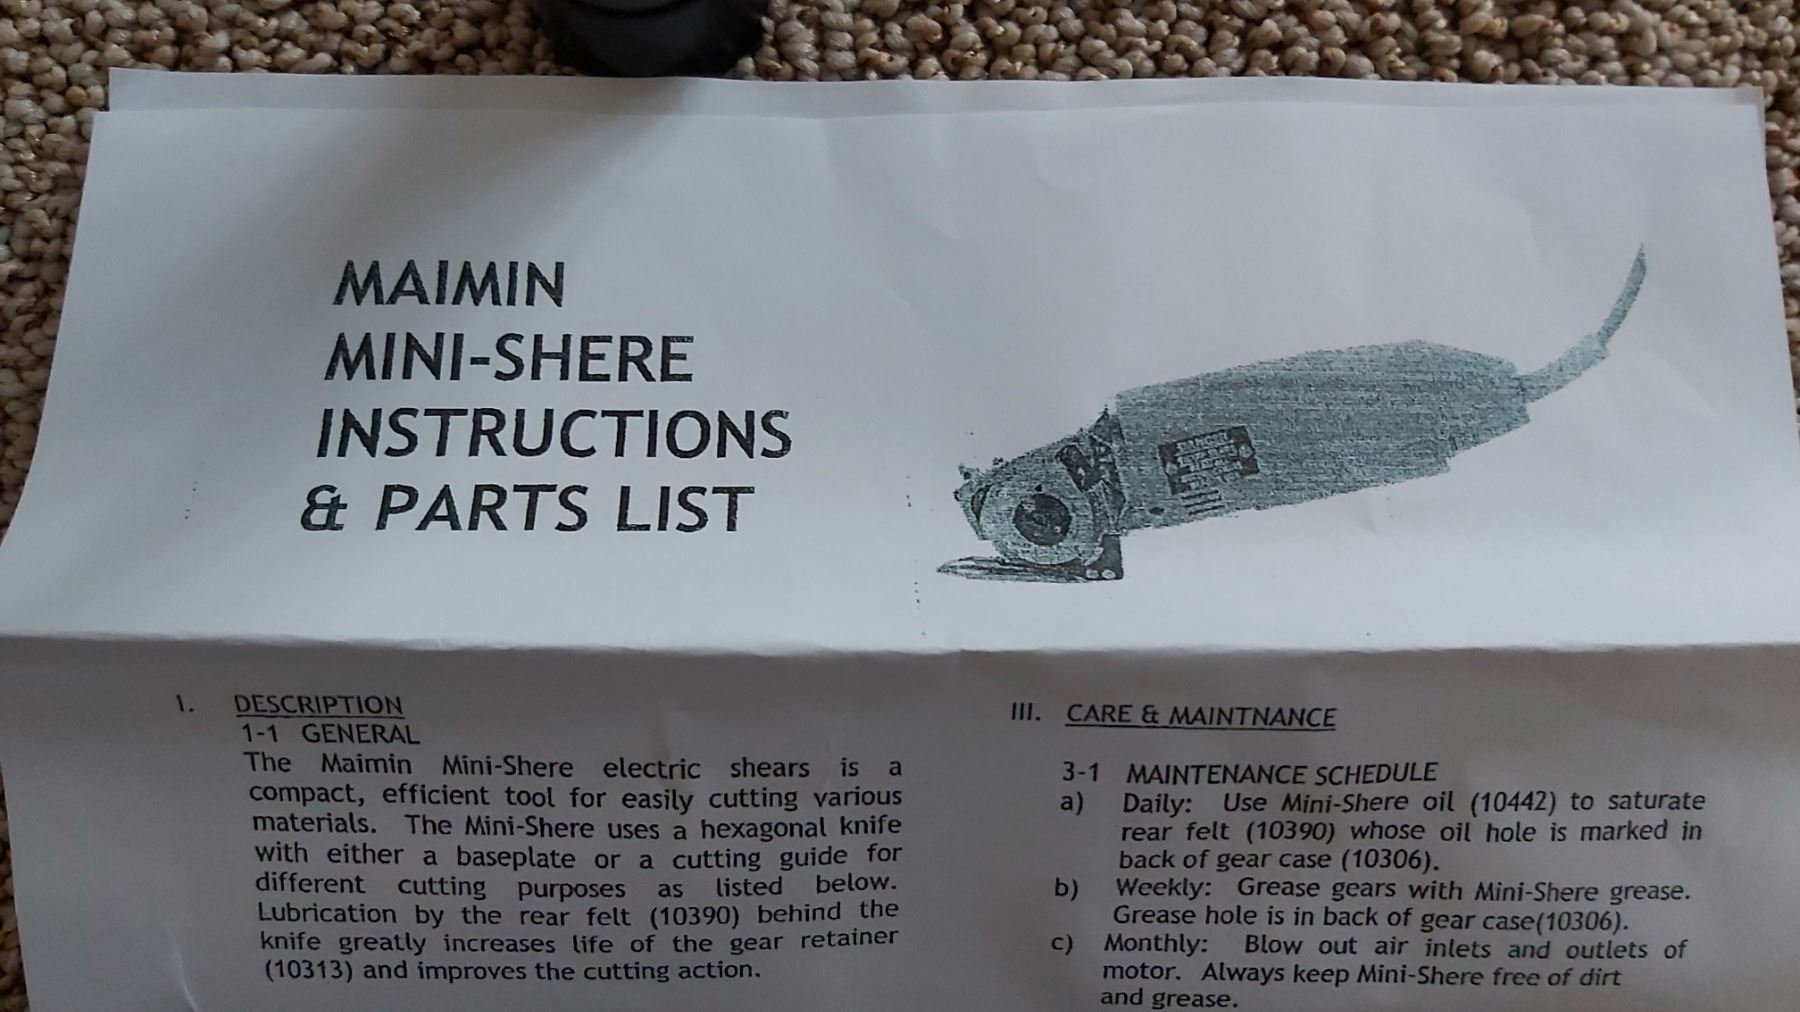 MAIMIN
MINI-SHERE
INSTRUCTIONS
& PARTS LIST
I. DESCRIPTION
1-1 GENERAL
The Maimin Mini-Shere electric shears is a
compact, efficient tool for easily cutting various
materials. The Mini-Shere uses a hexagonal knife
with either a baseplate or a cutting guide for
different cutting purposes as listed below.
Lubrication by the rear felt (10390) behind the
knife greatly increases life of the gear retainer
(10313) and improves the cutting action.
III. CARE & MAINTNANCE
3-1 MAINTENANCE SCHEDULE
a) Daily: Use Mini-Shere oil (10442) to saturate
rear felt (10390) whose oil hole is marked in
back of gear case (10306).
b) Weekly: Grease gears with Mini-Shere grease.
Grease hole is in back of gear case(10306).
c) Monthly: Blow out air inlets and outlets of
motor. Always keep Mini-Shere free of dirt
and grease.